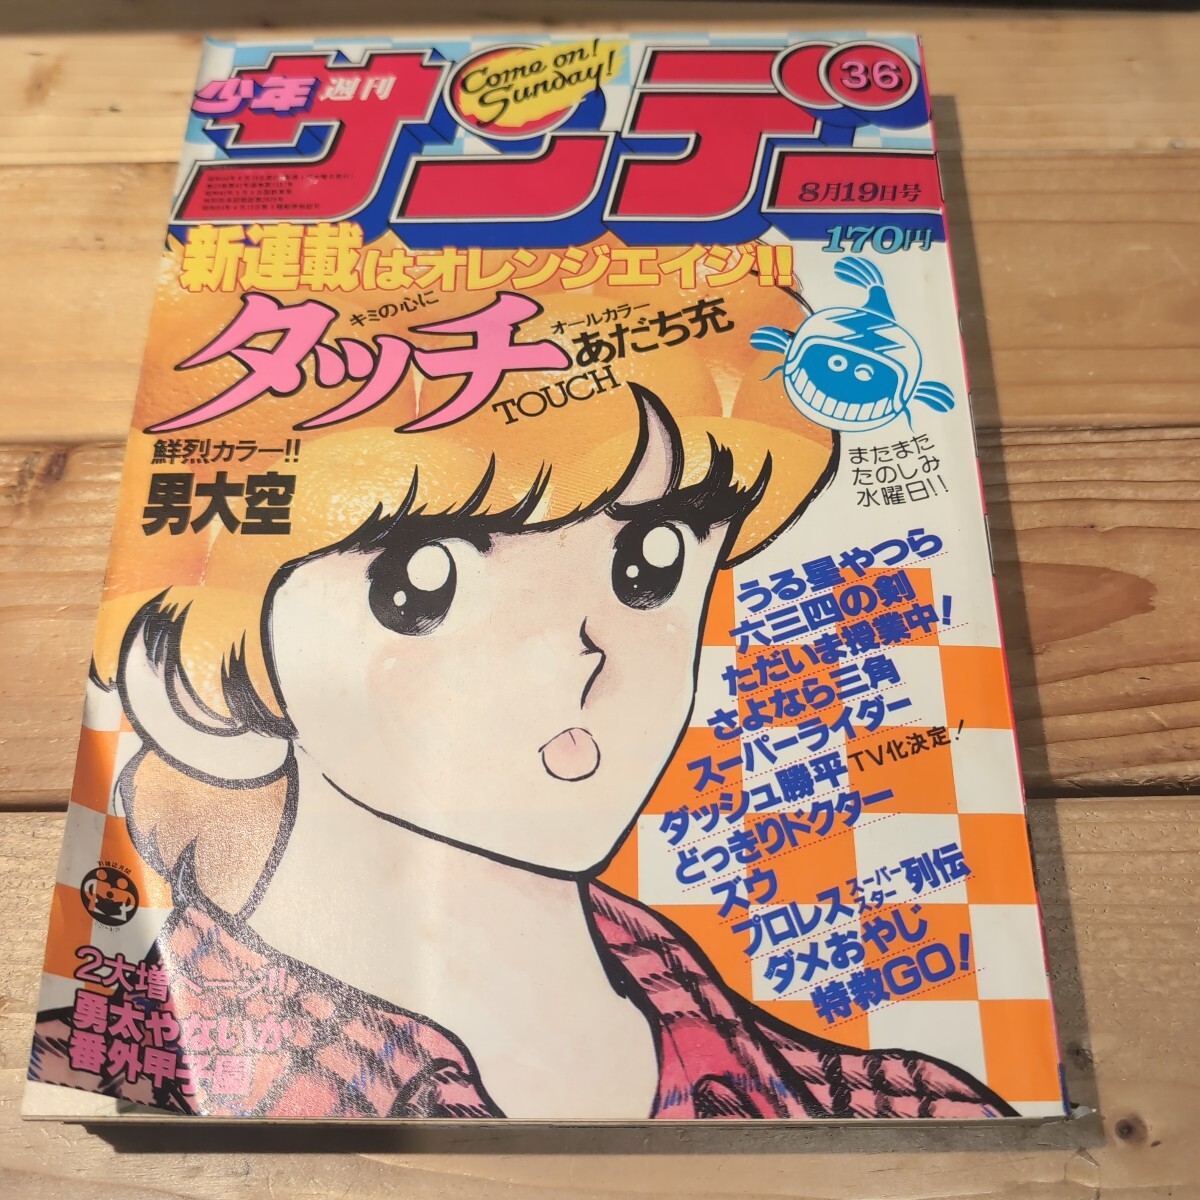 少年
週刊
サンデー
Come on!
Sunday!
36
8月19日号
170円
新連載はオレンジエイジ!!
キミの心に
タッチ
TOUCH
オールカラー
あだち充
鮮烈カラー!!
男大空
またまた
たのしみ
水曜日!!
うる星やつら
六三四の剣
ただいま授業中!
さよなら三角
スーパーライダー
ダッシュ勝平TV化決定!
どっきりドクター
ズウ
プロレススーパースター列伝
ダメおやじ
特救GO!
2大増ページ!!
勇太やないか
番外甲子園